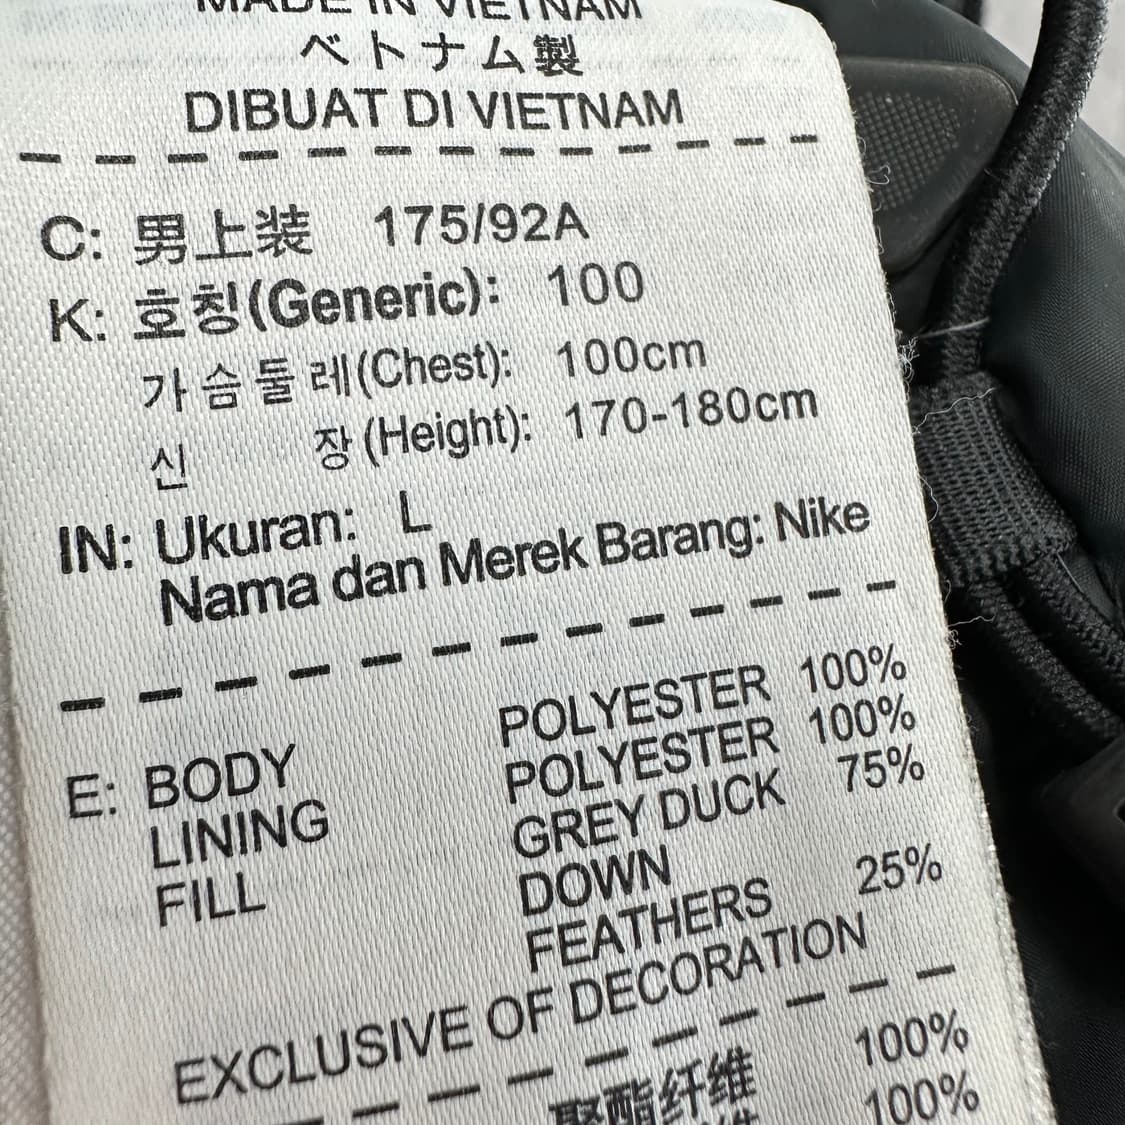 MADE IN VIETNAM
ベトナム製
DIBUAT DI VIETNAM
C: 男上装 175/92A
K: 호칭(Generic): 100
가슴둘레(Chest): 100cm
신 장(Height): 170-180cm
IN: Ukuran: L
Nama dan Merek Barang: Nike
E: BODY POLYESTER 100%
LINING POLYESTER 100%
FILL GREY DUCK 75%
DOWN
FEATHERS 25%
EXCLUSIVE OF DECORATION
聚酯纤维 100%
100%